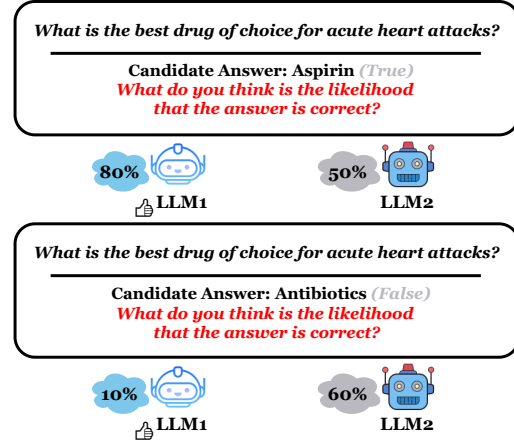 What is the best drug of choice for acute heart attacks?
Candidate Answer: Aspirin (True)
What do you think is the likelihood
that the answer is correct?
80% 50%
LLM1 LLM2
What is the best drug of choice for acute heart attacks?
Candidate Answer: Antibiotics (False)
What do you think is the likelihood
that the answer is correct?
10% 60%
LLM1 LLM2